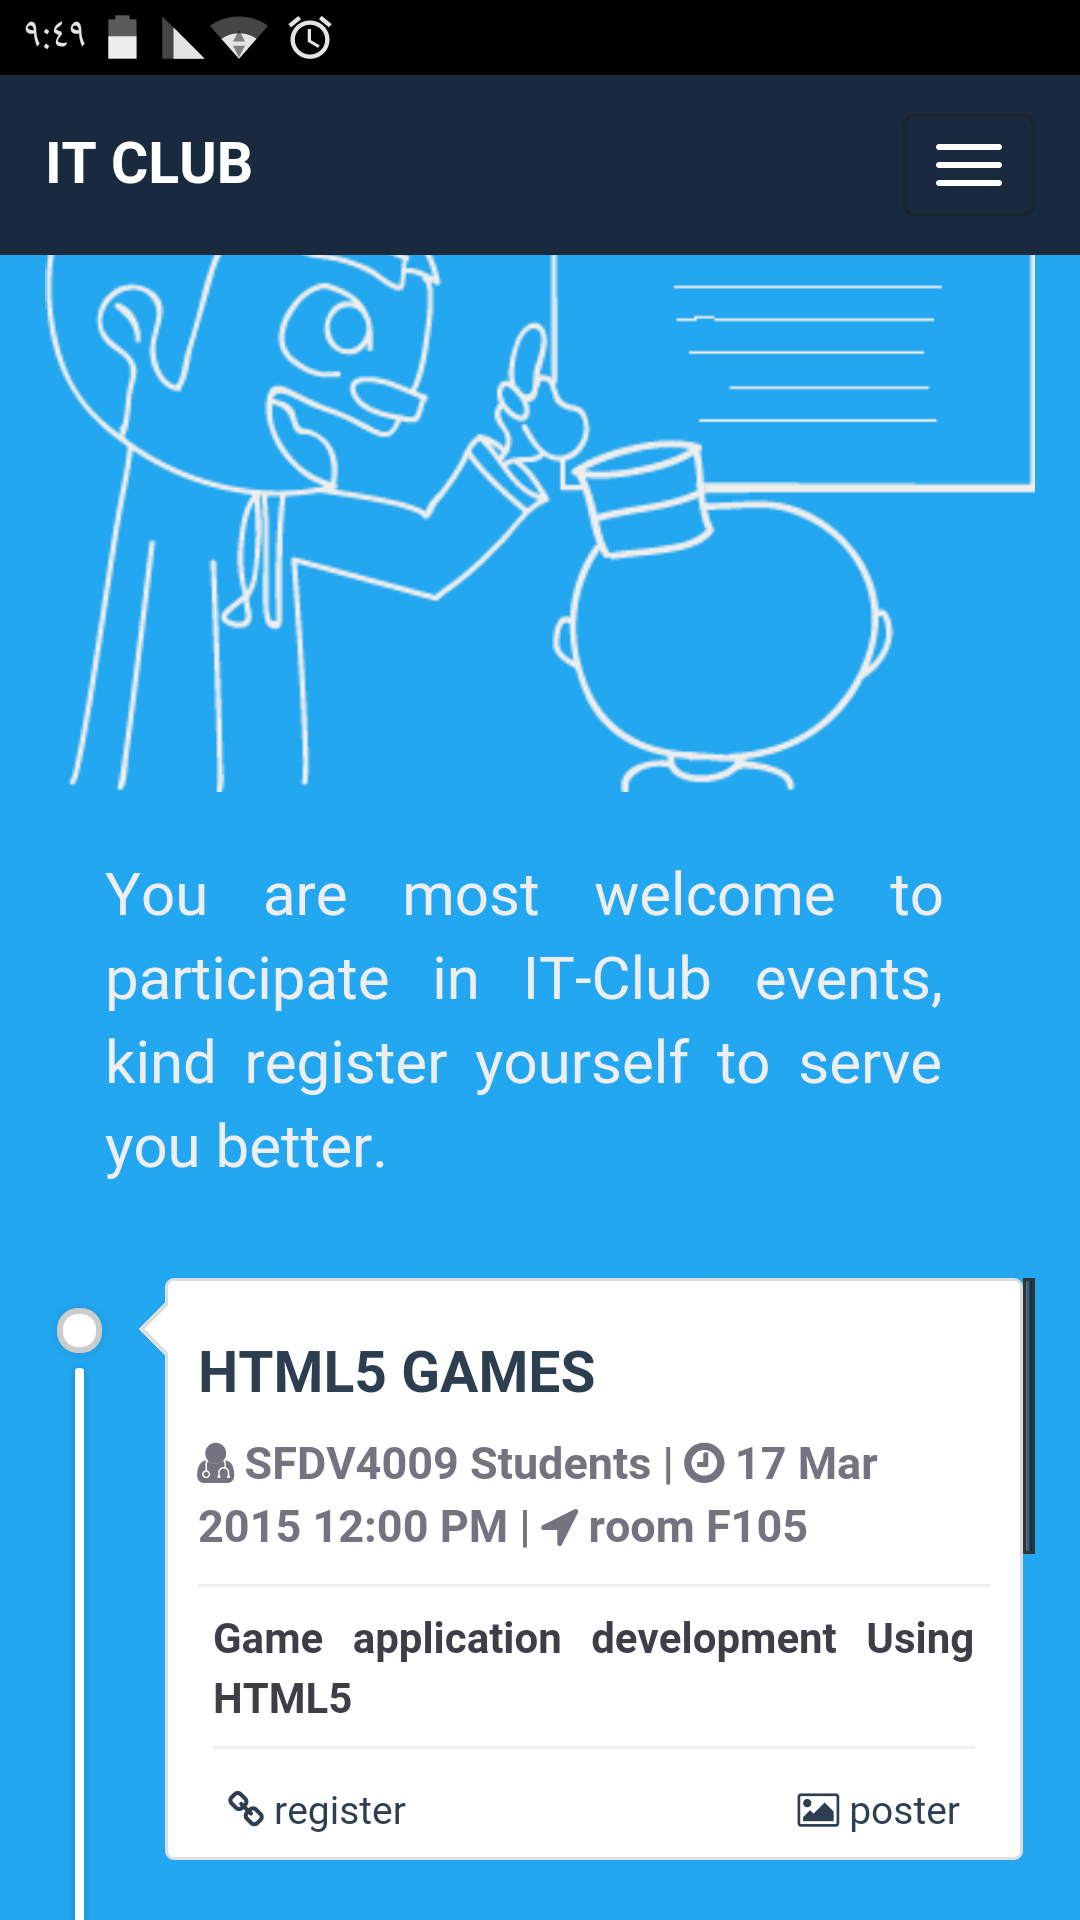 ٩:٤٩
IT CLUB
You are most welcome to
participate in IT-Club events,
kind register yourself to serve
you better.
HTML5 GAMES
SFDV4009 Students | 17 Mar
2015 12:00 PM | room F105
Game application development Using
HTML5
register poster